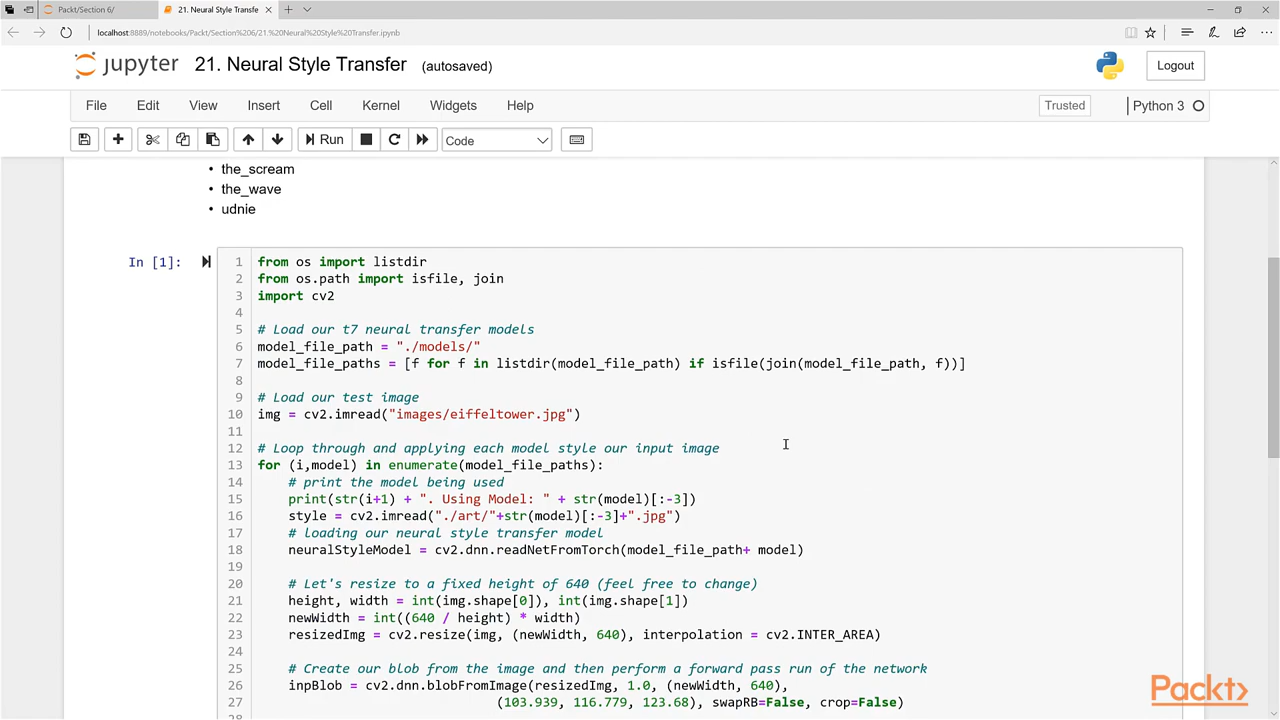 Packt/Section 6/
21. Neural Style Transfe
localhost:8889/notebooks/Packt/Section%206/21.%20Neural%20Style%20Transfer.ipynb
jupyter 21. Neural Style Transfer (autosaved)
Logout
File Edit View Insert Cell Kernel Widgets Help
Trusted
Python 3
Run
Code
• the_scream
• the_wave
• udnie
In [1]:
1 from os import listdir
2 from os.path import isfile, join
3 import cv2
4
5 # Load our t7 neural transfer models
6 model_file_path = "./models/"
7 model_file_paths = [f for f in listdir(model_file_path) if isfile(join(model_file_path, f))]
8
9 # Load our test image
10 img = cv2.imread("images/eiffeltower.jpg")
11
12 # Loop through and applying each model style our input image
13 for (i,model) in enumerate(model_file_paths):
14     # print the model being used
15     print(str(i+1) + ". Using Model: " + str(model)[:-3])
16     style = cv2.imread("./art/"+str(model)[:-3]+".jpg")
17     # Loading our neural style transfer model
18     neuralStyleModel = cv2.dnn.readNetFromTorch(model_file_path+ model)
19
20     # Let's resize to a fixed height of 640 (feel free to change)
21     height, width = int(img.shape[0]), int(img.shape[1])
22     newWidth = int((640 / height) * width)
23     resizedImg = cv2.resize(img, (newWidth, 640), interpolation = cv2.INTER_AREA)
24
25     # Create our blob from the image and then perform a forward pass run of the network
26     inpBlob = cv2.dnn.blobFromImage(resizedImg, 1.0, (newWidth, 640),
27                                (103.939, 116.779, 123.68), swapRB=False, crop=False)
28
Packt>